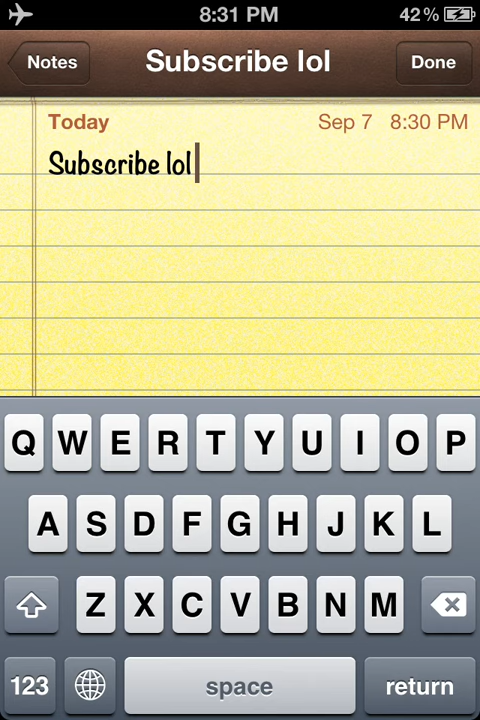 8:31 PM 42%
Notes Subscribe lol Done
Today Sep 7 8:30 PM
Subscribe lol
Q W E R T Y U I O P
A S D F G H J K L
Z X C V B N M
123 space return